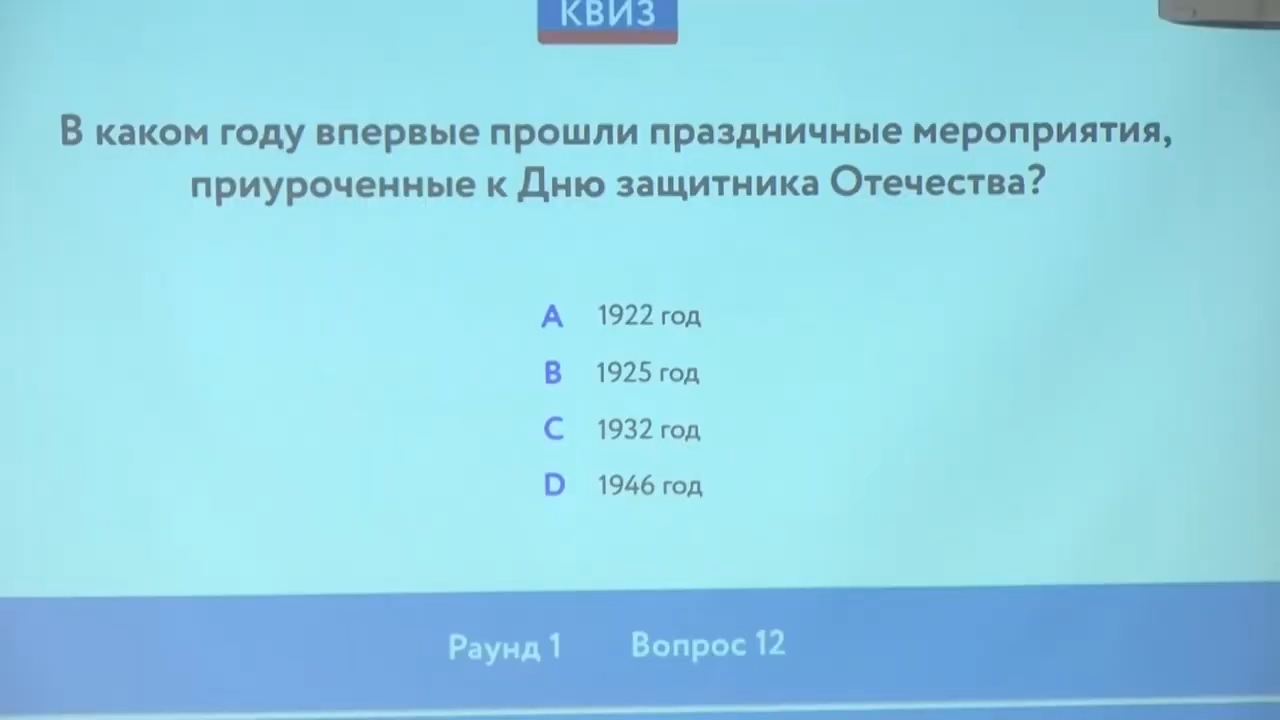 КВИЗ
В каком году впервые прошли праздничные мероприятия,
приуроченные к Дню защитника Отечества?
A 1922 год
B 1925 год
C 1932 год
D 1946 год
Раунд 1 Вопрос 12